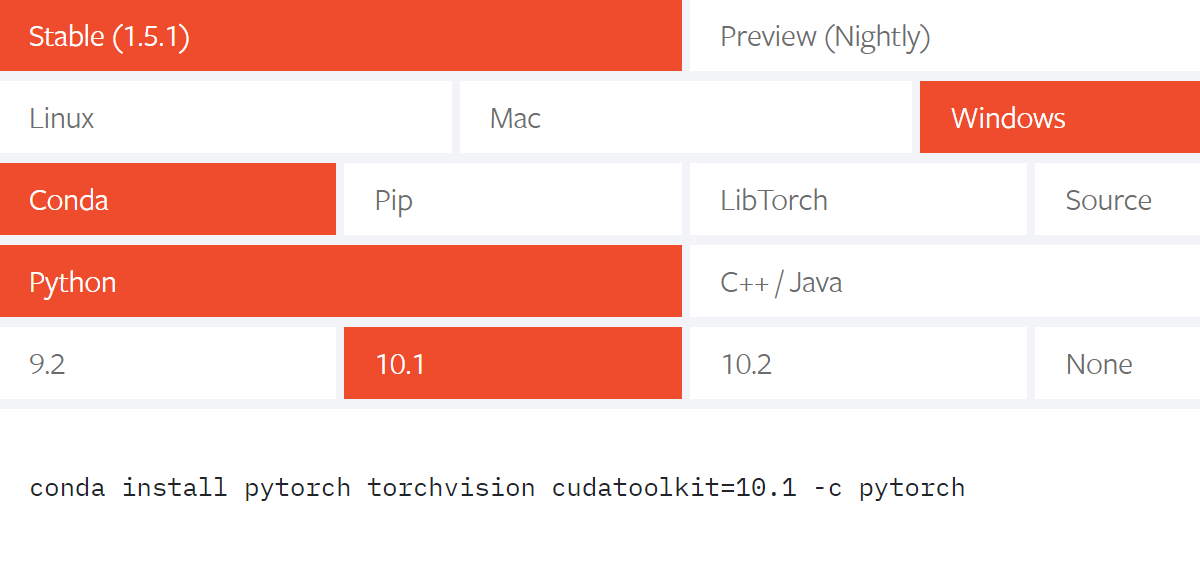 Stable (1.5.1) Preview (Nightly)
Linux Mac Windows
Conda Pip LibTorch Source
Python C++ / Java
9.2 10.1 10.2 None
conda install pytorch torchvision cudatoolkit=10.1 -c pytorch